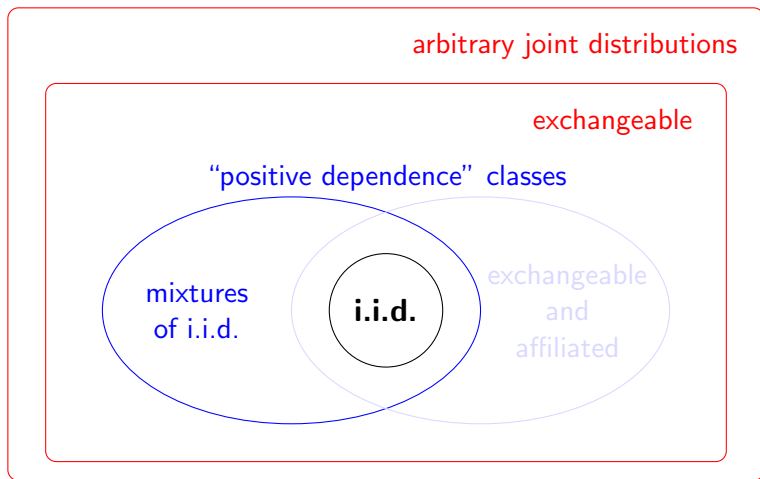 arbitrary joint distributions
exchangeable
“positive dependence” classes
mixtures
of i.i.d.
i.i.d.
exchangeable
and
affiliated